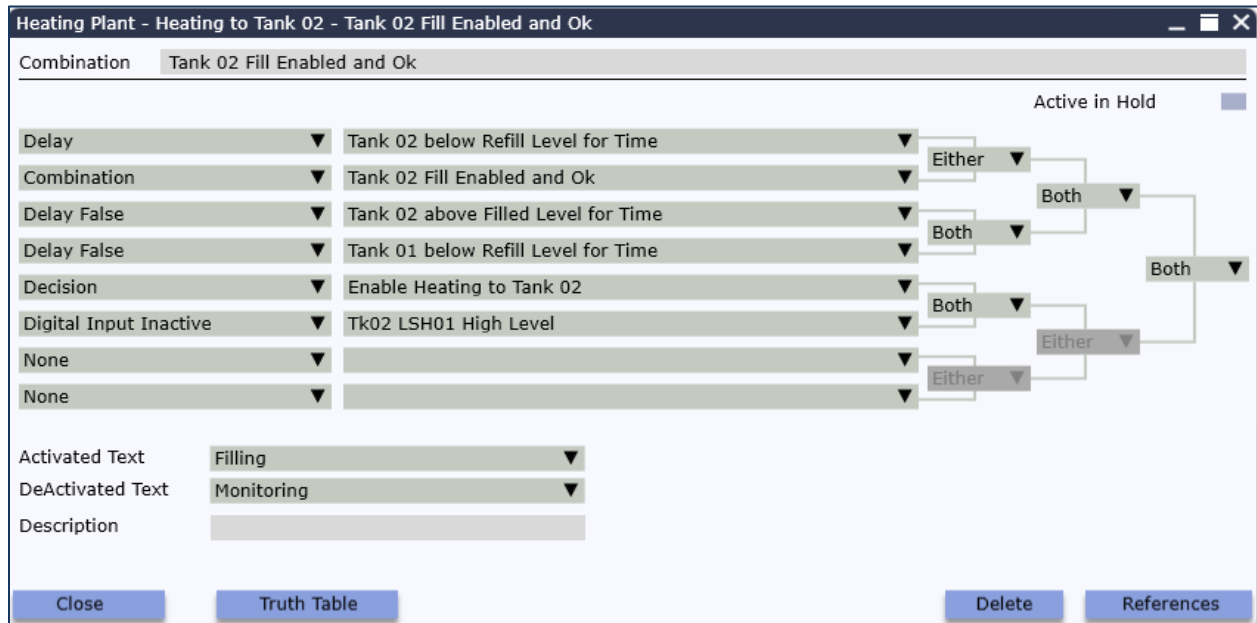 Heating Plant - Heating to Tank 02 - Tank 02 Fill Enabled and Ok
Combination Tank 02 Fill Enabled and Ok
Active in Hold
Delay Tank 02 below Refill Level for Time
Either
Combination Tank 02 Fill Enabled and Ok
Both
Delay False Tank 02 above Filled Level for Time
Both
Delay False Tank 01 below Refill Level for Time
Both
Decision Enable Heating to Tank 02
Both
Digital Input Inactive Tk02 LSH01 High Level
Either
None
Either
None
Activated Text Filling
DeActivated Text Monitoring
Description
Close Truth Table Delete References